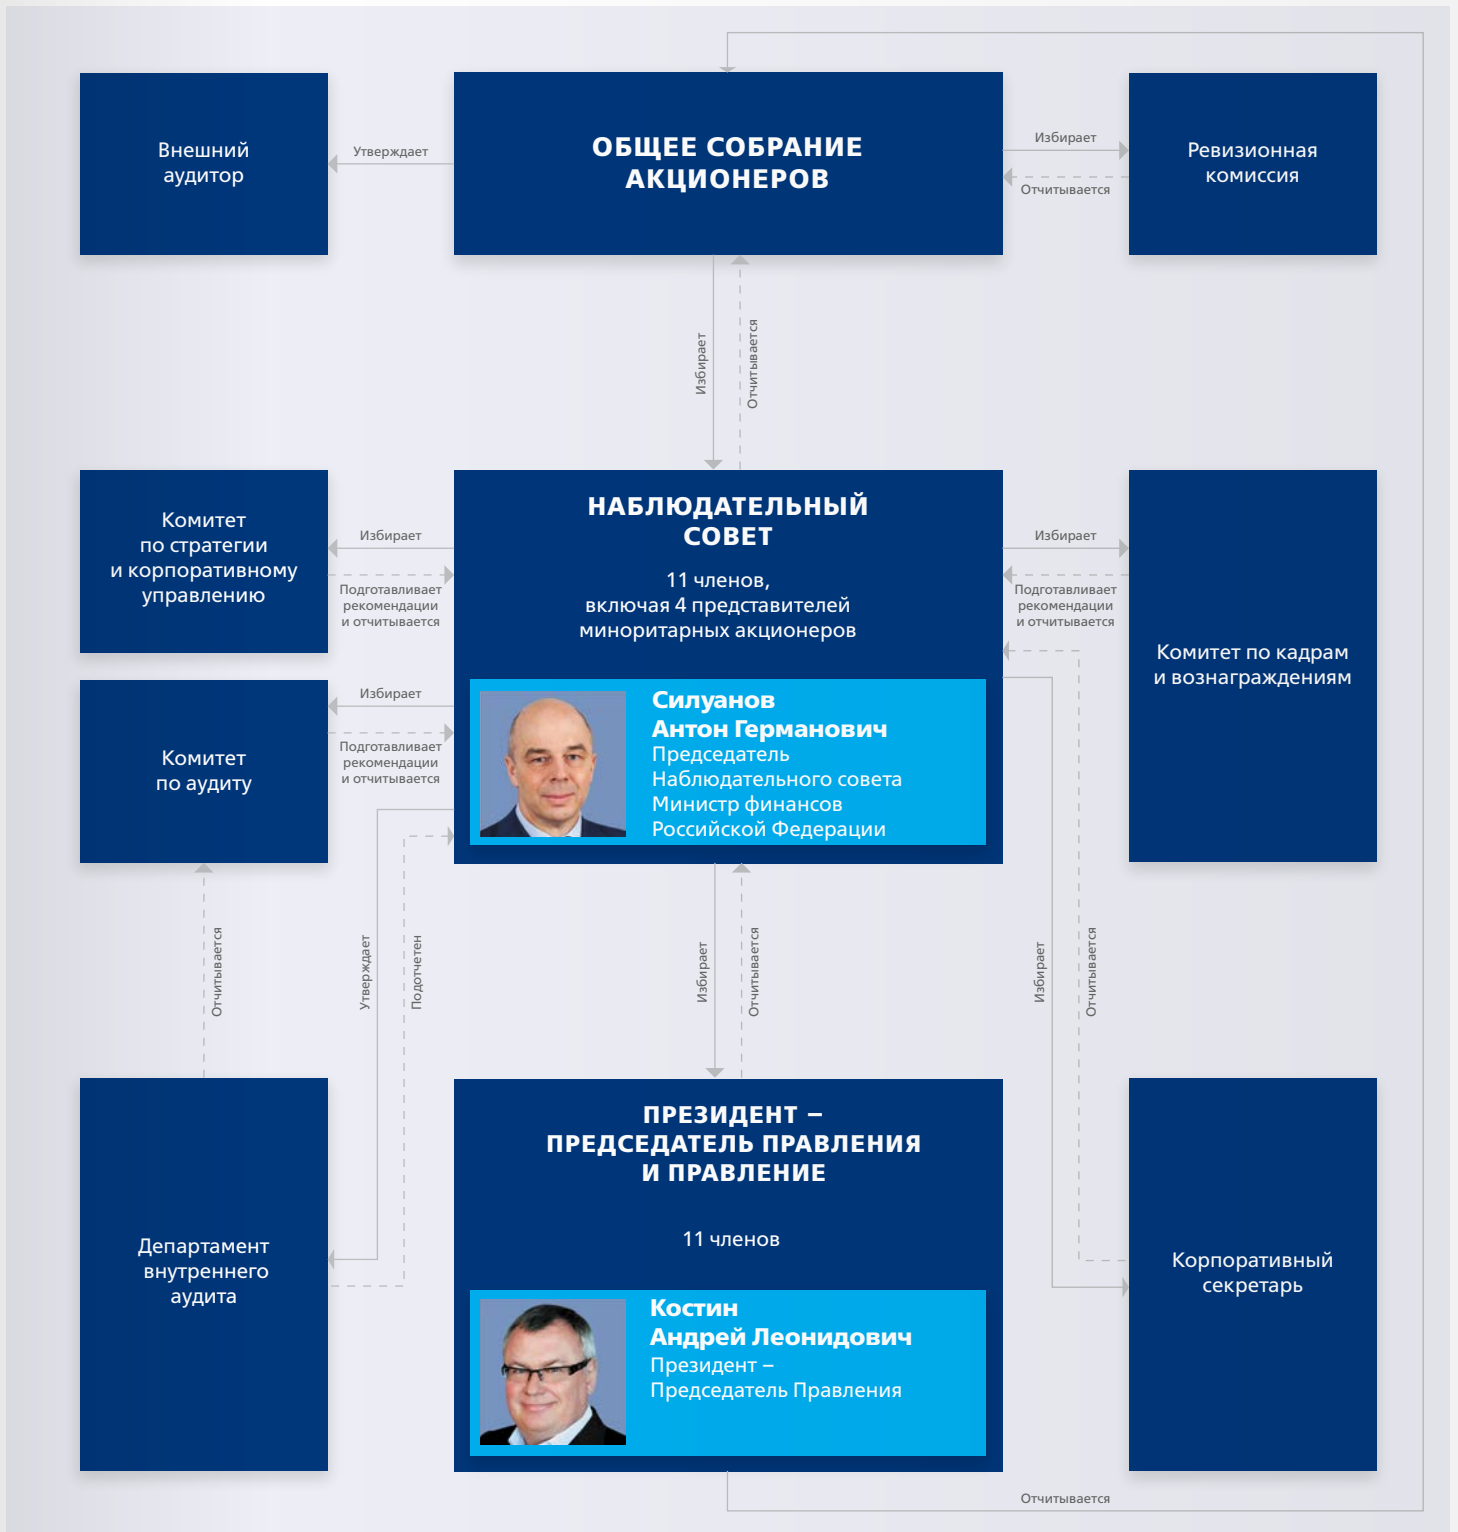 Внешний
аудитор
Утверждает
ОБЩЕЕ СОБРАНИЕ
АКЦИОНЕРОВ
Избирает
Отчитывается
Ревизионная
комиссия
Избирает
Отчитывается
Комитет
по стратегии
и корпоративному
управлению
Избирает
Подготавливает
рекомендации
и отчитывается
НАБЛЮДАТЕЛЬНЫЙ
СОВЕТ
11 членов,
включая 4 представителей
миноритарных акционеров
Избирает
Подготавливает
рекомендации
и отчитывается
Комитет по кадрам
и вознаграждениям
Комитет
по аудиту
Избирает
Подготавливает
рекомендации
и отчитывается
Силуанов
Антон Германович
Председатель
Наблюдательного совета
Министр финансов
Российской Федерации
Отчитывается
Утверждает
Подотчетен
Избирает
Отчитывается
Избирает
Отчитывается
Департамент
внутреннего
аудита
ПРЕЗИДЕНТ –
ПРЕДСЕДАТЕЛЬ ПРАВЛЕНИЯ
И ПРАВЛЕНИЕ
11 членов
Костин
Андрей Леонидович
Президент –
Председатель Правления
Корпоративный
секретарь
Отчитывается